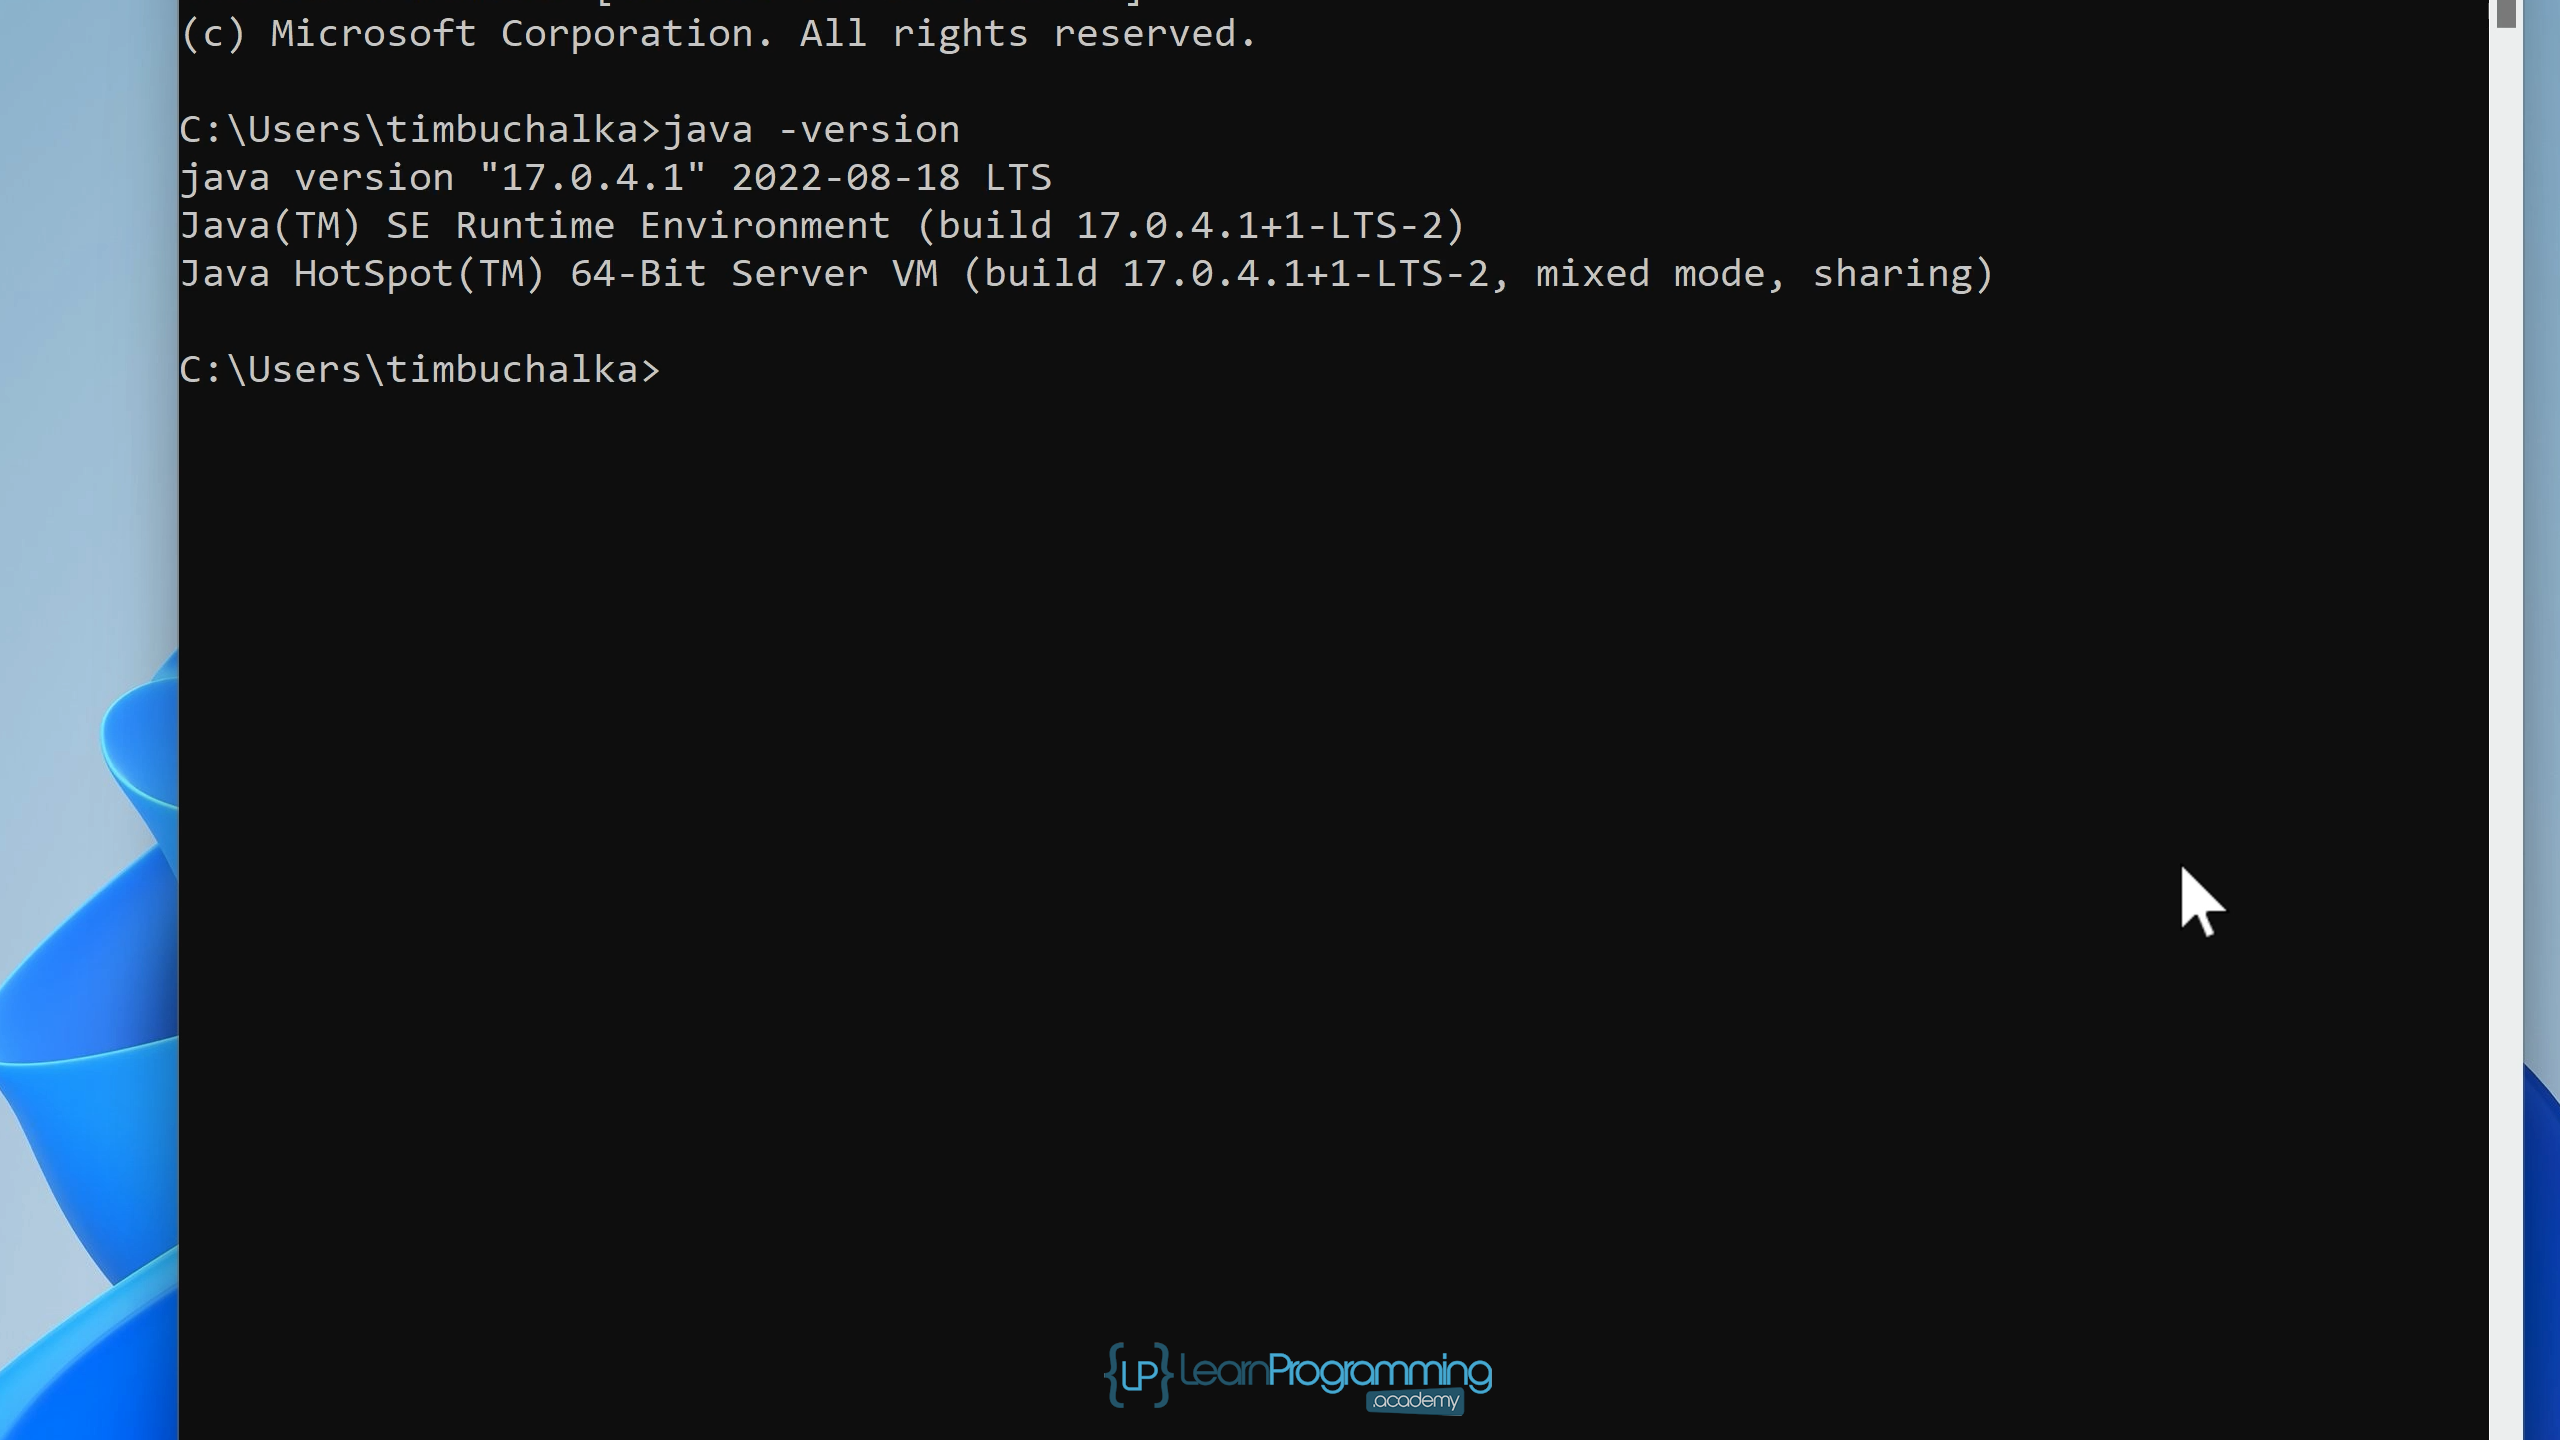 (c) Microsoft Corporation. All rights reserved.
C:\Users\timbuchalka>java -version
java version "17.0.4.1" 2022-08-18 LTS
Java(TM) SE Runtime Environment (build 17.0.4.1+1-LTS-2)
Java HotSpot(TM) 64-Bit Server VM (build 17.0.4.1+1-LTS-2, mixed mode, sharing)
C:\Users\timbuchalka>
{LP} LearnProgramming
.academy